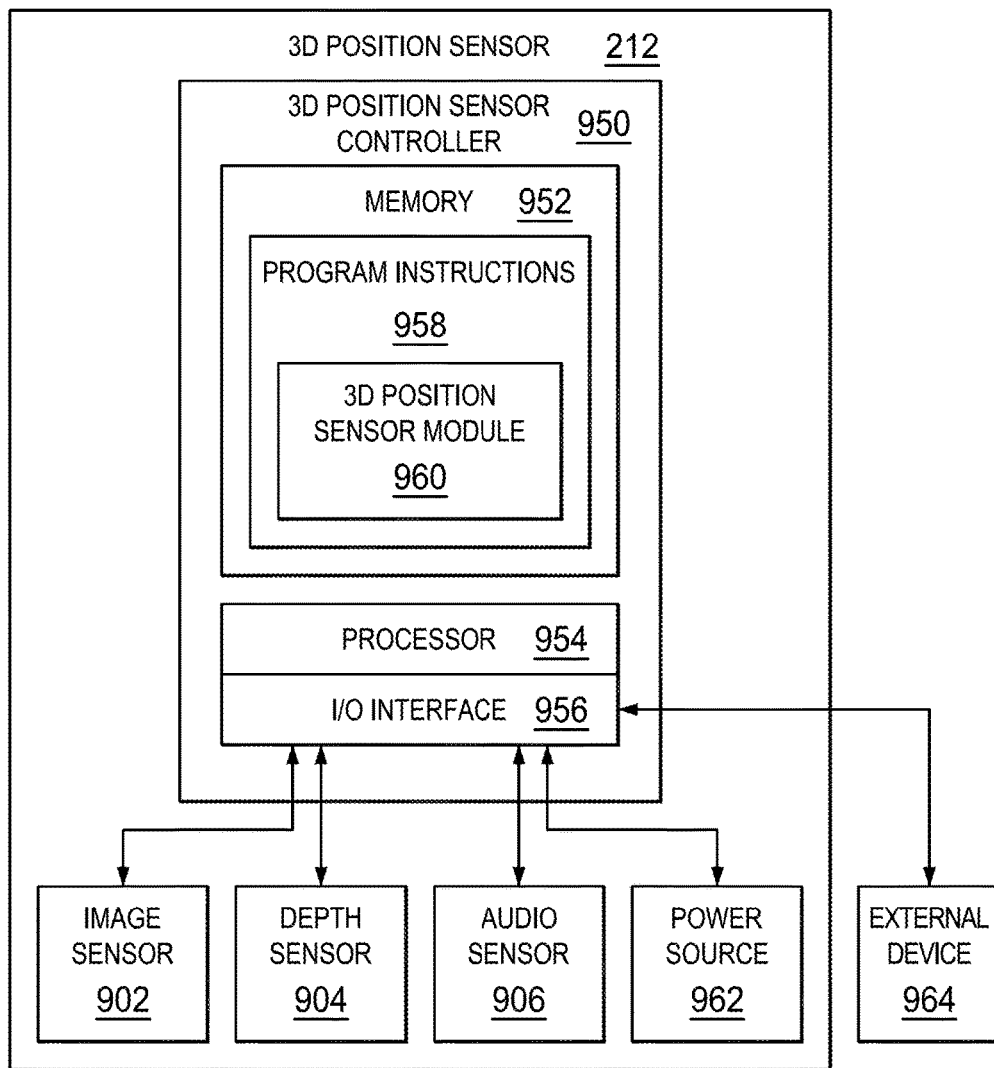 3D POSITION SENSOR 212
3D POSITION SENSOR
CONTROLLER 950
MEMORY 952
PROGRAM INSTRUCTIONS
958
3D POSITION
SENSOR MODULE
960
PROCESSOR 954
I/O INTERFACE 956
IMAGE
SENSOR
902
DEPTH
SENSOR
904
AUDIO
SENSOR
906
POWER
SOURCE
962
EXTERNAL
DEVICE
964